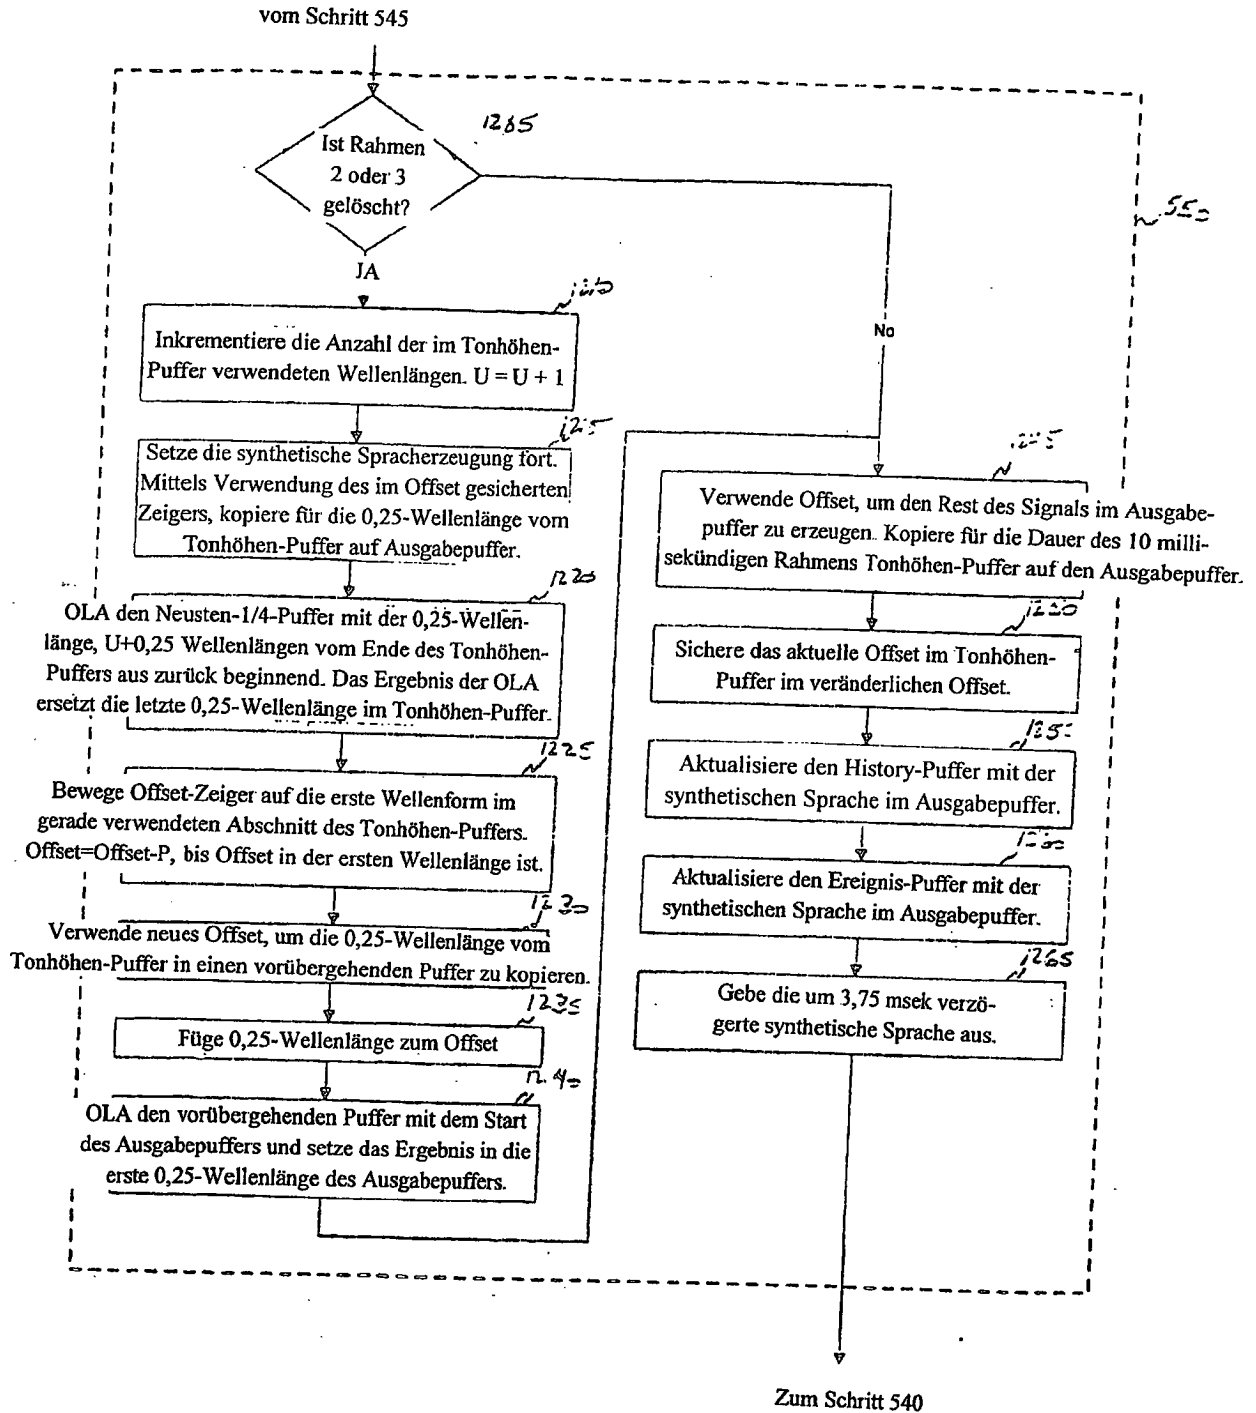 vom Schritt 545
1205
Ist Rahmen
2 oder 3
gelöscht?
550
JA
No
Inkrementiere die Anzahl der im Tonhöhen-
Puffer verwendeten Wellenlängen. U = U + 1
1215
Setze die synthetische Spracherzeugung fort.
Mittels Verwendung des im Offset gesicherten
Zeigers, kopiere für die 0,25-Wellenlänge vom
Tonhöhen-Puffer auf Ausgabepuffer.
1220
OLA den Neusten-1/4-Puffer mit der 0,25-Wellen-
länge, U+0,25 Wellenlängen vom Ende des Tonhöhen-
Puffers aus zurück beginnend. Das Ergebnis der OLA
ersetzt die letzte 0,25-Wellenlänge im Tonhöhen-Puffer.
1225
Bewege Offset-Zeiger auf die erste Wellenform im
gerade verwendeten Abschnitt des Tonhöhen-Puffers.
Offset=Offset-P, bis Offset in der ersten Wellenlänge ist.
1230
Verwende neues Offset, um die 0,25-Wellenlänge vom
Tonhöhen-Puffer in einen vorübergehenden Puffer zu kopieren.
1235
Füge 0,25-Wellenlänge zum Offset
1240
OLA den vorübergehenden Puffer mit dem Start
des Ausgabepuffers und setze das Ergebnis in die
erste 0,25-Wellenlänge des Ausgabepuffers.
1245
Verwende Offset, um den Rest des Signals im Ausgabe-
puffer zu erzeugen. Kopiere für die Dauer des 10 milli-
sekündigen Rahmens Tonhöhen-Puffer auf den Ausgabepuffer.
Sichere das aktuelle Offset im Tonhöhen-
Puffer im veränderlichen Offset.
Aktualisiere den History-Puffer mit der
synthetischen Sprache im Ausgabepuffer.
Aktualisiere den Ereignis-Puffer mit der
synthetischen Sprache im Ausgabepuffer.
1265
Gebe die um 3,75 msek verzö-
gerte synthetische Sprache aus.
Zum Schritt 540